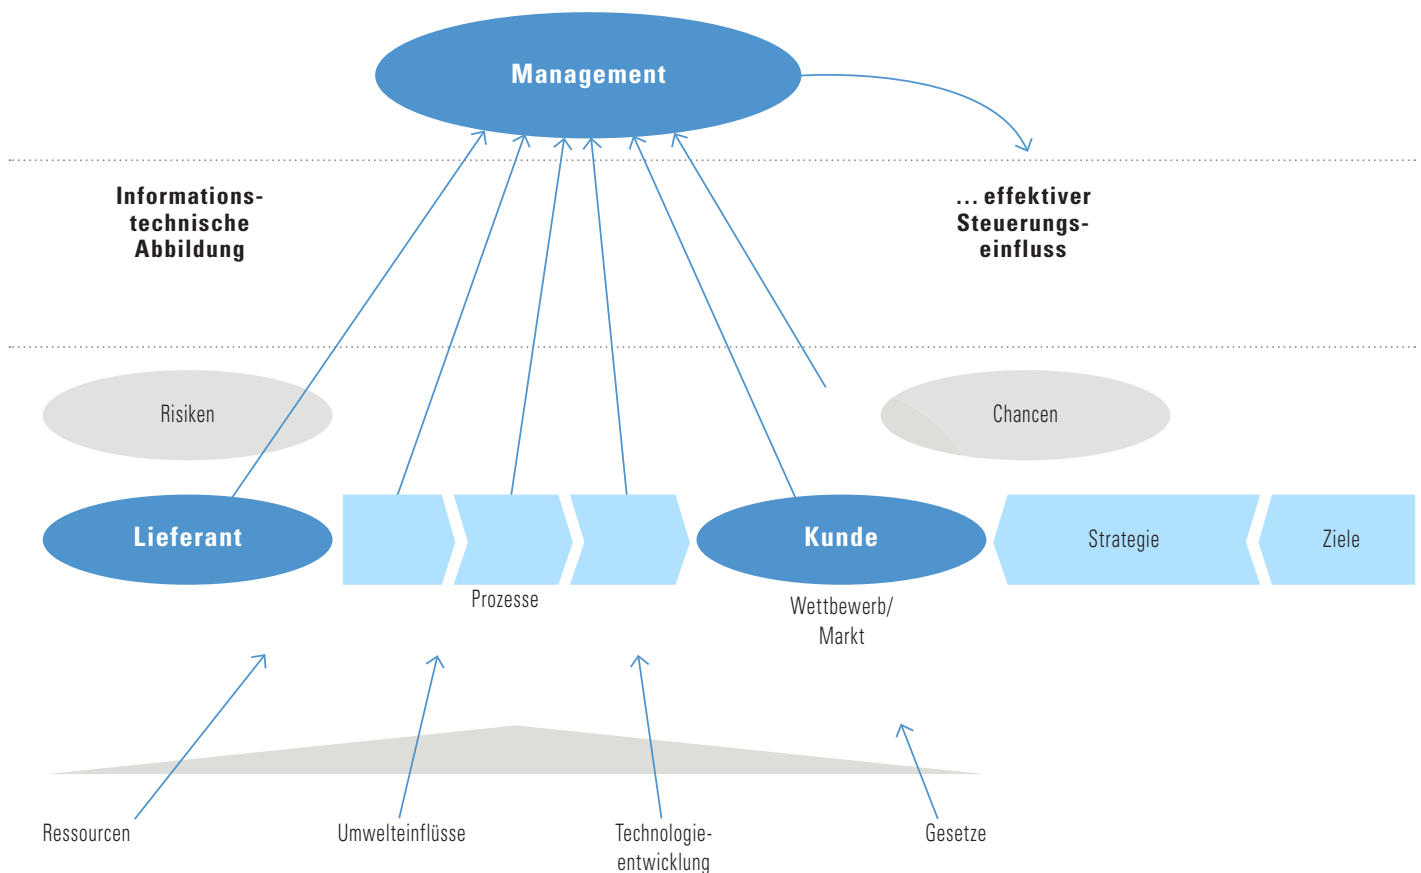 Management
Informations-
technische
Abbildung
... effektiver
Steuerungs-
einfluss
Risiken
Chancen
Lieferant
Kunde
Strategie
Ziele
Prozesse
Wettbewerb/
Markt
Ressourcen
Umwelteinflüsse
Technologie-
entwicklung
Gesetze